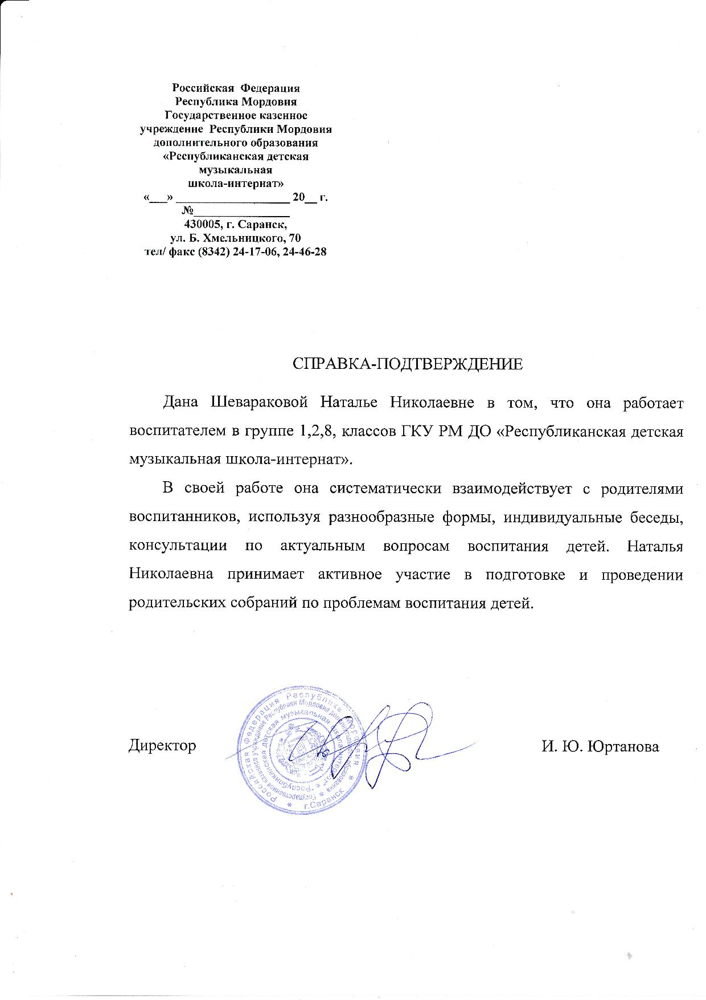 Российская Федерация
Республика Мордовия
Государственное казенное
учреждение Республики Мордовия
дополнительного образования
«Республиканская детская
музыкальная
школа-интернат»
«___» ___________________ 20__ г.
№________________
430005, г. Саранск,
ул. Б. Хмельницкого, 70
тел/ факс (8342) 24-17-06, 24-46-28
СПРАВКА-ПОДТВЕРЖДЕНИЕ
Дана Шевараковой Наталье Николаевне в том, что она работает
воспитателем в группе 1,2,8, классов ГКУ РМ ДО «Республиканская детская
музыкальная школа-интернат».
В своей работе она систематически взаимодействует с родителями
воспитанников, используя разнообразные формы, индивидуальные беседы,
консультации по актуальным вопросам воспитания детей. Наталья
Николаевна принимает активное участие в подготовке и проведении
родительских собраний по проблемам воспитания детей.
Директор
И. Ю. Юртанова
Российская Федерация Республика Мордовия * г.Саранск *
Государственное казенное учреждение Республики Мордовия дополнительного образования *
"Республиканская детская музыкальная школа-интернат" *